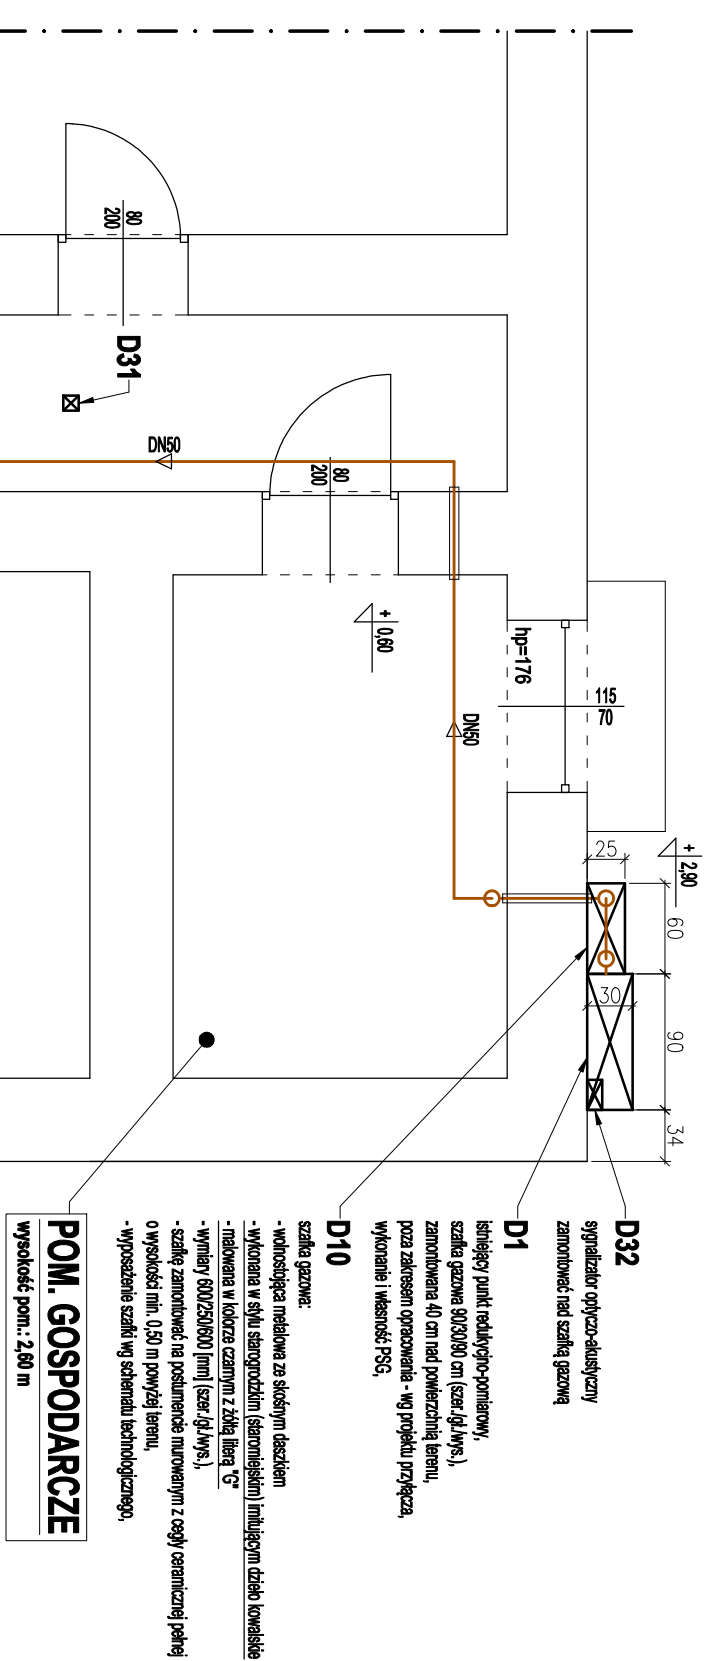 D32
sygnalizator optyczo-akustyczny
zamontować nad szafką gazową
D1
istniejący punkt redukcyjno-pomiarowy,
szafka gazowa 90/30/90 cm (szer./gł./wys.),
zamontowana 40 cm nad powierzchnią terenu,
poza zakresem opracowania - wg projektu przyłącza,
wykonanie i własność PSG,
D10
szafka gazowa:
- wolnostojąca metalowa ze skośnym daszkiem
- wykonana w stylu starogrodzkim (staromiejskim) imitującym dzieło kowalskie
- malowana w kolorze czarnym z żółtą literą "G"
- wymiary 600/250/600 [mm] (szer./gł./wys.),
- szafkę zamontować na postumencie murowanym z cegły ceramicznej pełnej
o wysokości min. 0,50 m powyżej terenu,
- wyposażenie szafki wg schematu technologicznego,
POM. GOSPODARCZE
wysokość pom.: 2,60 m
+ 2,90
25
60
30
90
34
115
70
hp=176
DN50
+ 0,60
80
200
DN50
D31
80
200